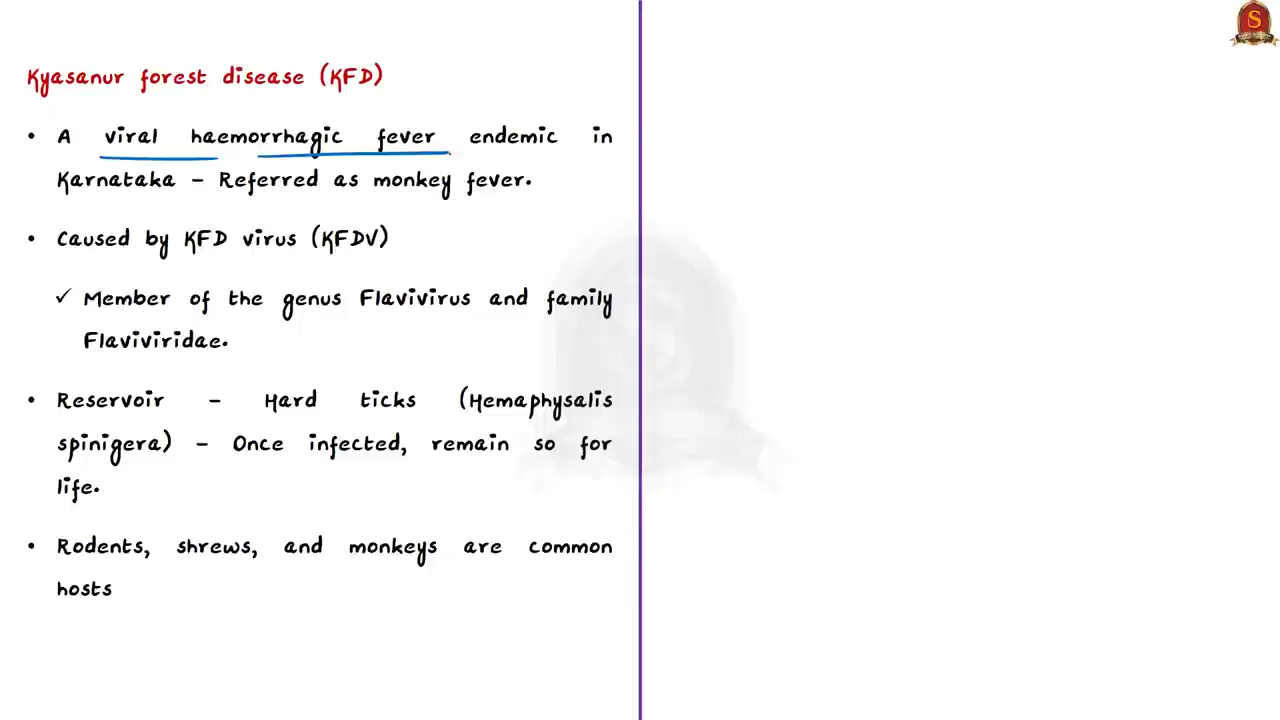 S
Kyasanur forest disease (KFD)
• A viral haemorrhagic fever endemic in
Karnataka – Referred as monkey fever.
• Caused by KFD virus (KFDV)
✓ Member of the genus Flavivirus and family
Flaviviridae.
• Reservoir – Hard ticks (Hemaphysalis
spinigera) – Once infected, remain so for
life.
• Rodents, shrews, and monkeys are common
hosts